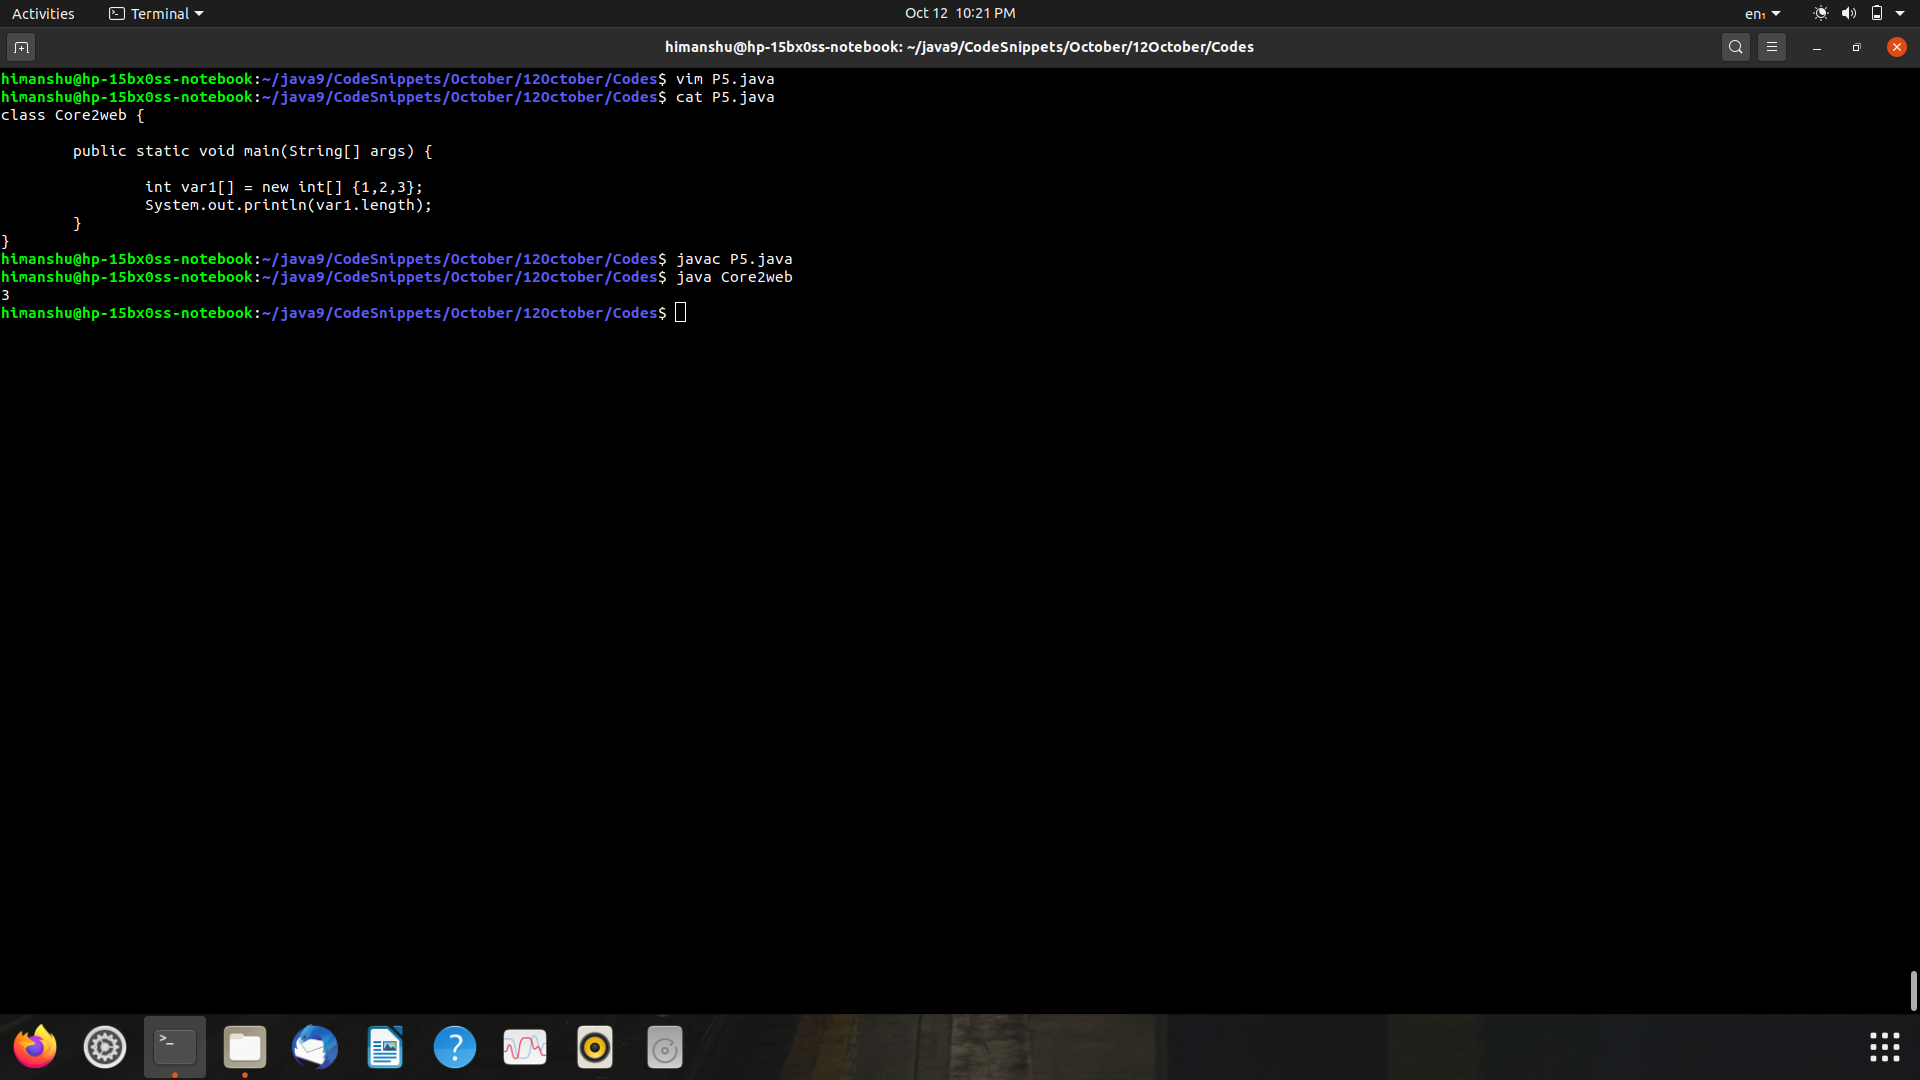 Activities Terminal Oct 12 10:21 PM en₁
himanshu@hp-15bx0ss-notebook: ~/java9/CodeSnippets/October/12October/Codes
himanshu@hp-15bx0ss-notebook:~/java9/CodeSnippets/October/12October/Codes$ vim P5.java
himanshu@hp-15bx0ss-notebook:~/java9/CodeSnippets/October/12October/Codes$ cat P5.java
class Core2web {
        public static void main(String[] args) {
                int var1[] = new int[] {1,2,3};
                System.out.println(var1.length);
        }
}
himanshu@hp-15bx0ss-notebook:~/java9/CodeSnippets/October/12October/Codes$ javac P5.java
himanshu@hp-15bx0ss-notebook:~/java9/CodeSnippets/October/12October/Codes$ java Core2web
3
himanshu@hp-15bx0ss-notebook:~/java9/CodeSnippets/October/12October/Codes$